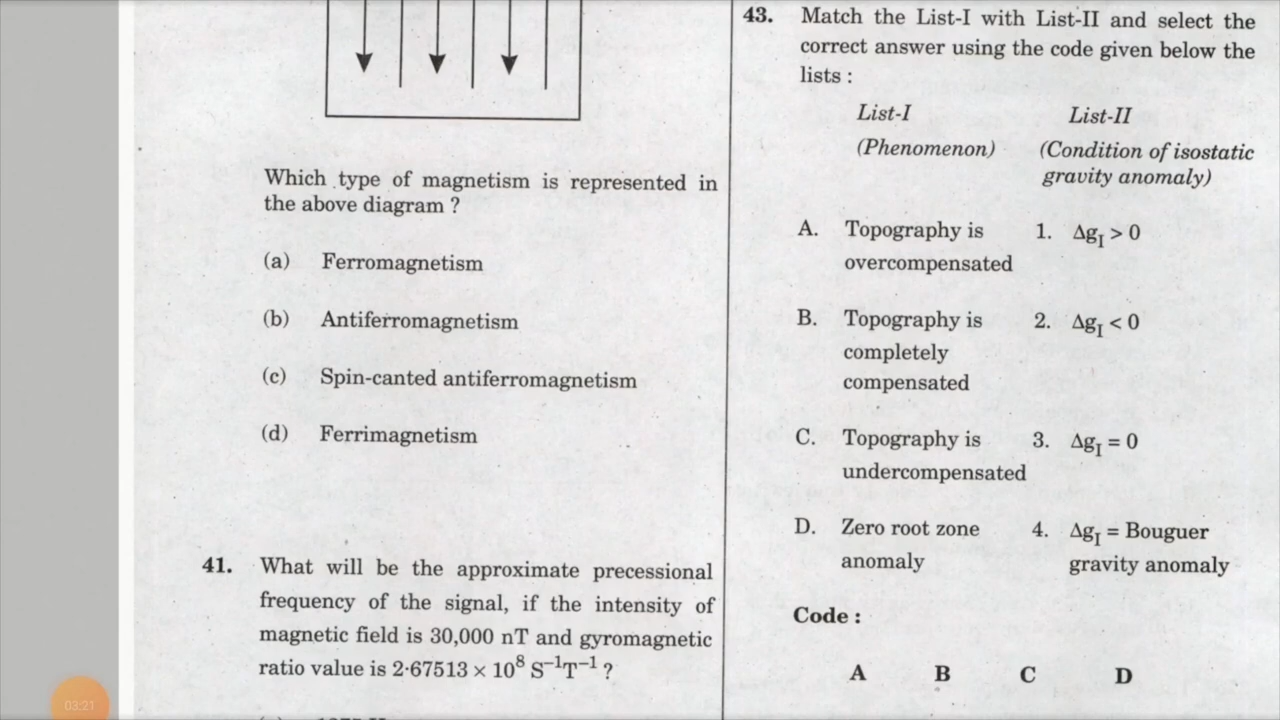 Which type of magnetism is represented in
the above diagram ?
(a) Ferromagnetism
(b) Antiferromagnetism
(c) Spin-canted antiferromagnetism
(d) Ferrimagnetism
41. What will be the approximate precessional
frequency of the signal, if the intensity of
magnetic field is 30,000 nT and gyromagnetic
ratio value is 2·67513 × 10⁸ S⁻¹T⁻¹ ?
43. Match the List-I with List-II and select the
correct answer using the code given below the
lists :
List-I List-II
(Phenomenon) (Condition of isostatic
gravity anomaly)
A. Topography is 1. Δg_I > 0
overcompensated
B. Topography is 2. Δg_I < 0
completely
compensated
C. Topography is 3. Δg_I = 0
undercompensated
D. Zero root zone 4. Δg_I = Bouguer
anomaly gravity anomaly
Code :
A B C D
03:21